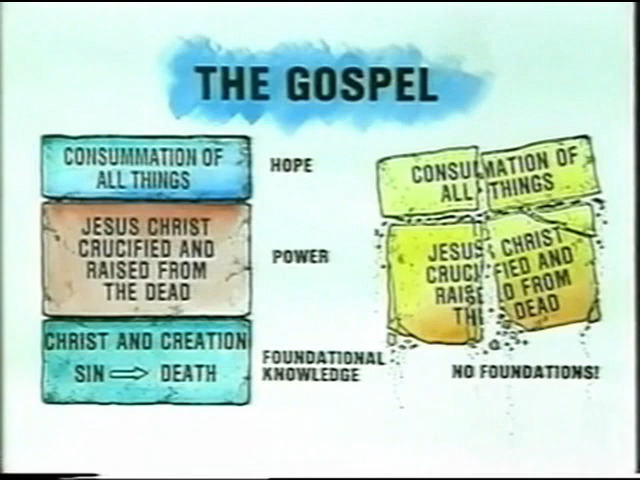 THE GOSPEL
CONSUMMATION OF
ALL THINGS
HOPE
JESUS CHRIST
CRUCIFIED AND
RAISED FROM
THE DEAD
POWER
CHRIST AND CREATION
SIN ⇒ DEATH
FOUNDATIONAL
KNOWLEDGE
CONSUMMATION OF
ALL THINGS
JESUS CHRIST
CRUCIFIED AND
RAISED FROM
THE DEAD
NO FOUNDATIONS!